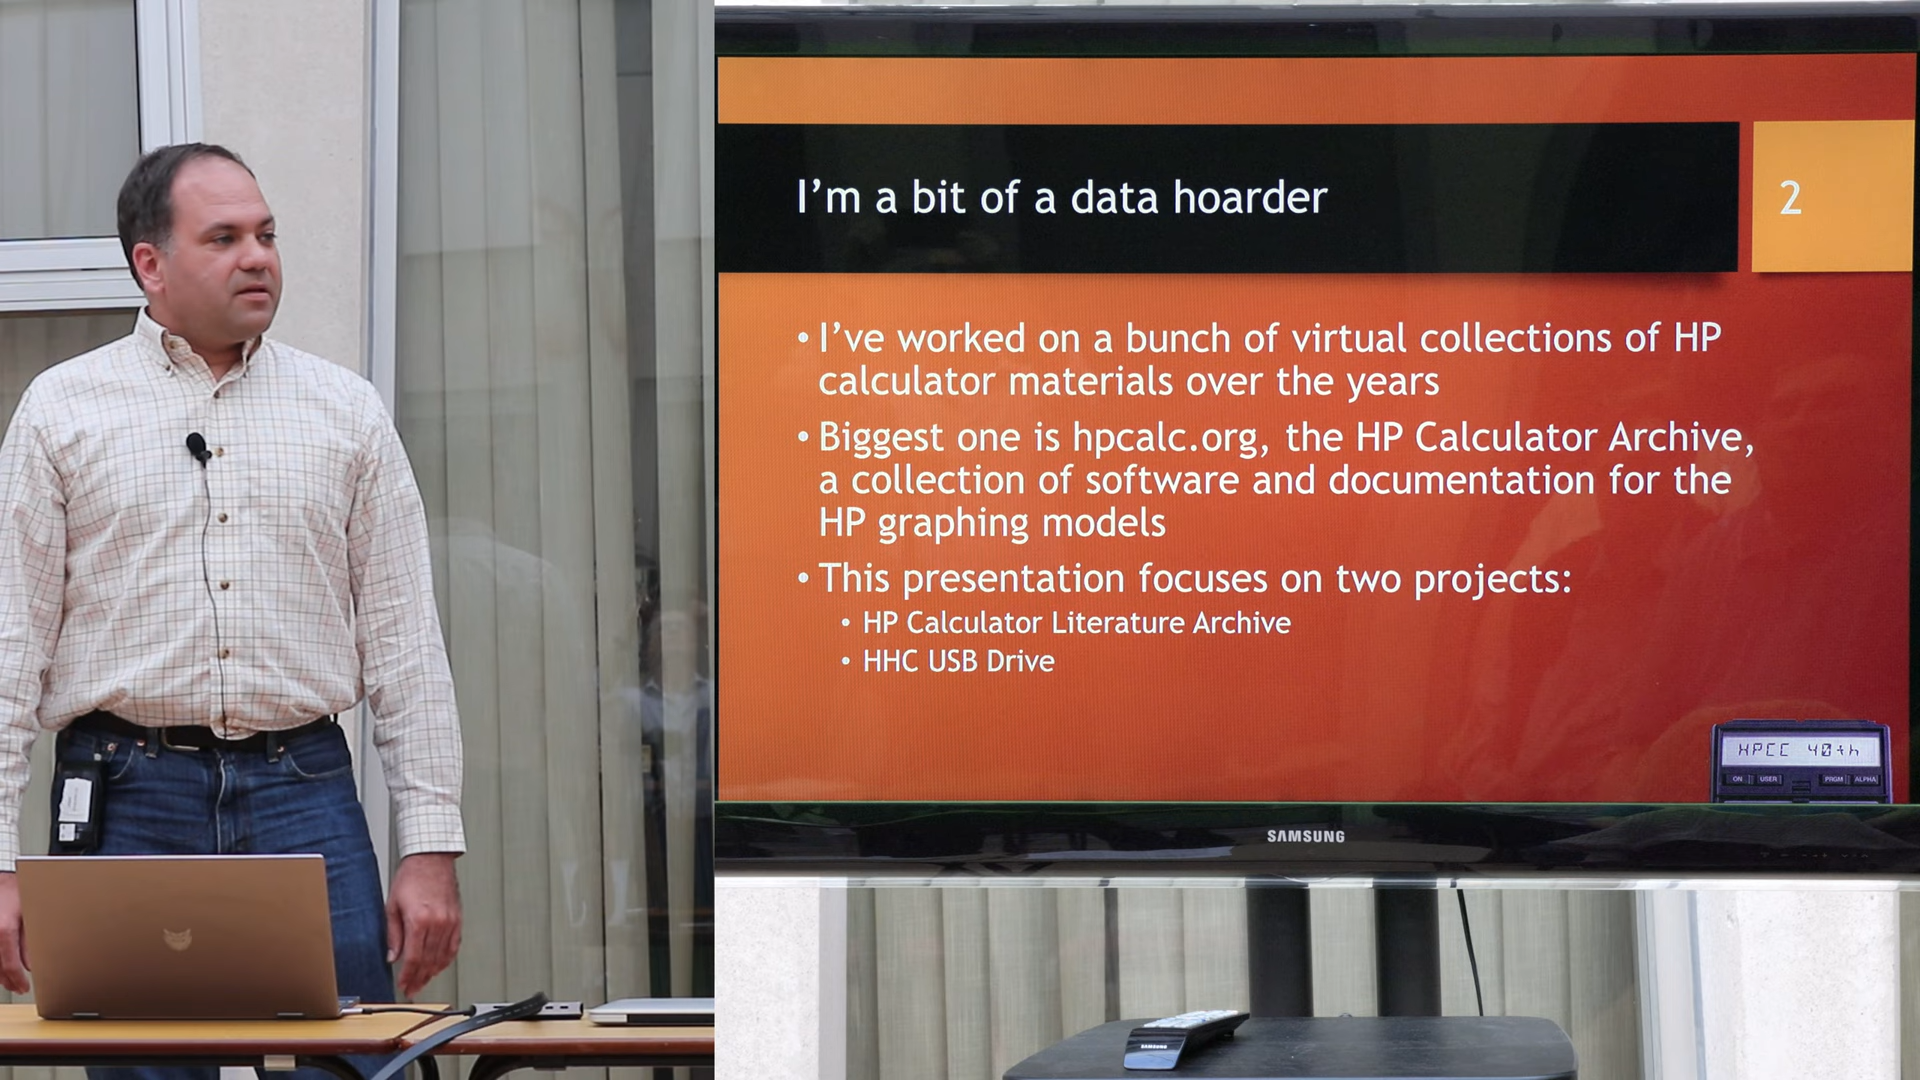 I'm a bit of a data hoarder
2
• I've worked on a bunch of virtual collections of HP
calculator materials over the years
• Biggest one is hpcalc.org, the HP Calculator Archive,
a collection of software and documentation for the
HP graphing models
• This presentation focuses on two projects:
• HP Calculator Literature Archive
• HHC USB Drive
HPCC 40th
ON USER PRGM ALPHA
SAMSUNG
SAMSUNG